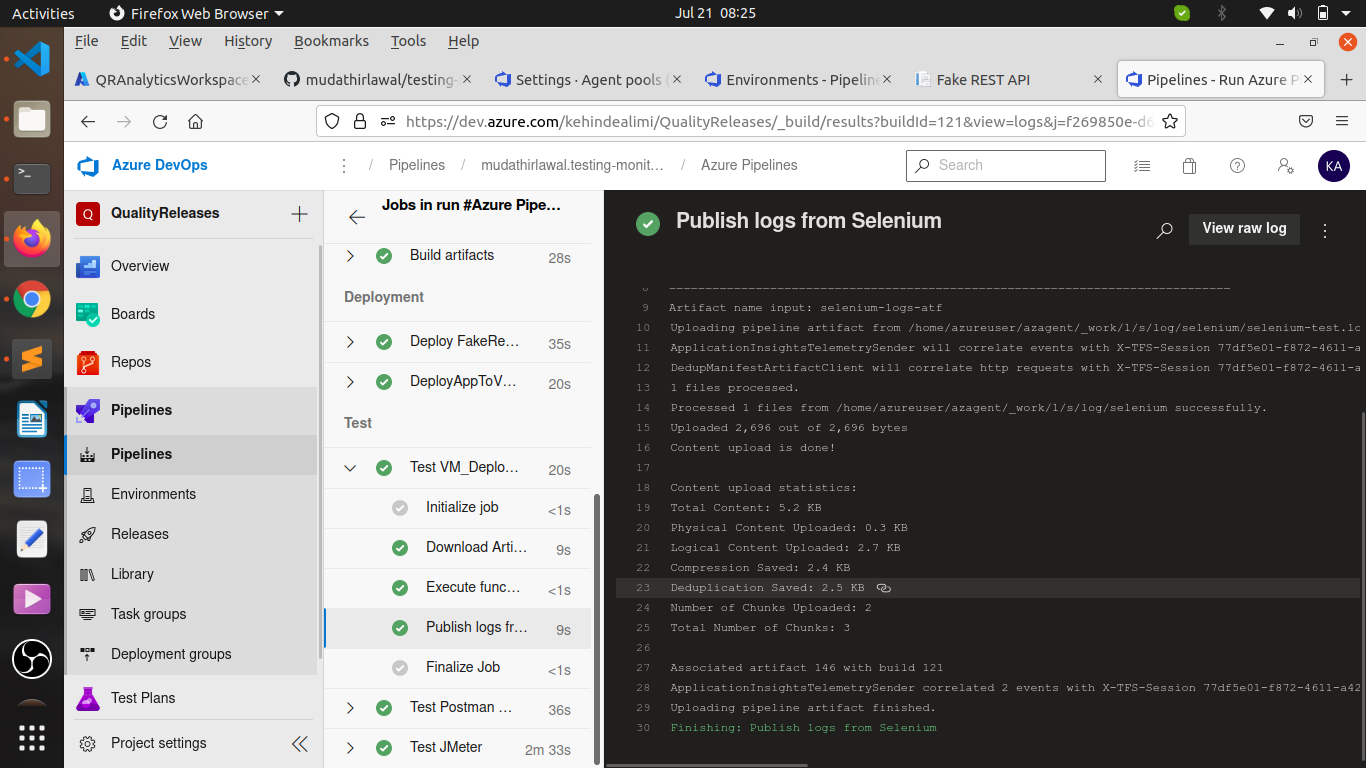 Activities
Firefox Web Browser
Jul 21 08:25
File Edit View History Bookmarks Tools Help
QRAnalyticsWorkspace
mudathirlawal/testing-
Settings · Agent pools (
Environments - Pipeline
Fake REST API
Pipelines - Run Azure P
https://dev.azure.com/kehindealimi/QualityReleases/_build/results?buildId=121&view=logs&j=f269850e-d6
Azure DevOps
/ Pipelines / mudathirlawal.testing-monit... / Azure Pipelines
Search
KA
Q QualityReleases
Overview
Boards
Repos
Pipelines
Pipelines
Environments
Releases
Library
Task groups
Deployment groups
Test Plans
Project settings
Jobs in run #Azure Pipe...
Build artifacts 28s
Deployment
Deploy FakeRe... 35s
DeployAppToV... 20s
Test
Test VM_Deplo... 20s
Initialize job <1s
Download Arti... 9s
Execute func... <1s
Publish logs fr... 9s
Finalize Job <1s
Test Postman ... 36s
Test JMeter 2m 33s
Publish logs from Selenium
View raw log
8 --------------------------------------------------------------------------------
9 Artifact name input: selenium-logs-atf
10 Uploading pipeline artifact from /home/azureuser/azagent/_work/1/s/log/selenium/selenium-test.lc
11 ApplicationInsightsTelemetrySender will correlate events with X-TFS-Session 77df5e01-f872-4611-a
12 DedupManifestArtifactClient will correlate http requests with X-TFS-Session 77df5e01-f872-4611-a
13 1 files processed.
14 Processed 1 files from /home/azureuser/azagent/_work/1/s/log/selenium successfully.
15 Uploaded 2,696 out of 2,696 bytes
16 Content upload is done!
17
18 Content upload statistics:
19 Total Content: 5.2 KB
20 Physical Content Uploaded: 0.3 KB
21 Logical Content Uploaded: 2.7 KB
22 Compression Saved: 2.4 KB
23 Deduplication Saved: 2.5 KB
24 Number of Chunks Uploaded: 2
25 Total Number of Chunks: 3
26
27 Associated artifact 146 with build 121
28 ApplicationInsightsTelemetrySender correlated 2 events with X-TFS-Session 77df5e01-f872-4611-a42
29 Uploading pipeline artifact finished.
30 Finishing: Publish logs from Selenium